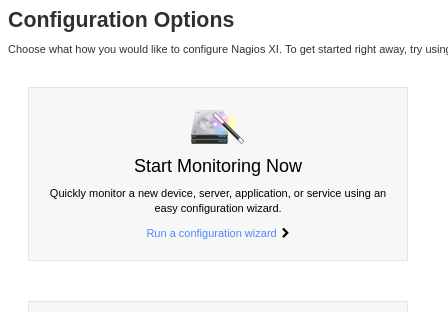 Configuration Options
Choose what how you would like to configure Nagios XI. To get started right away, try using
Start Monitoring Now
Quickly monitor a new device, server, application, or service using an
easy configuration wizard.
Run a configuration wizard